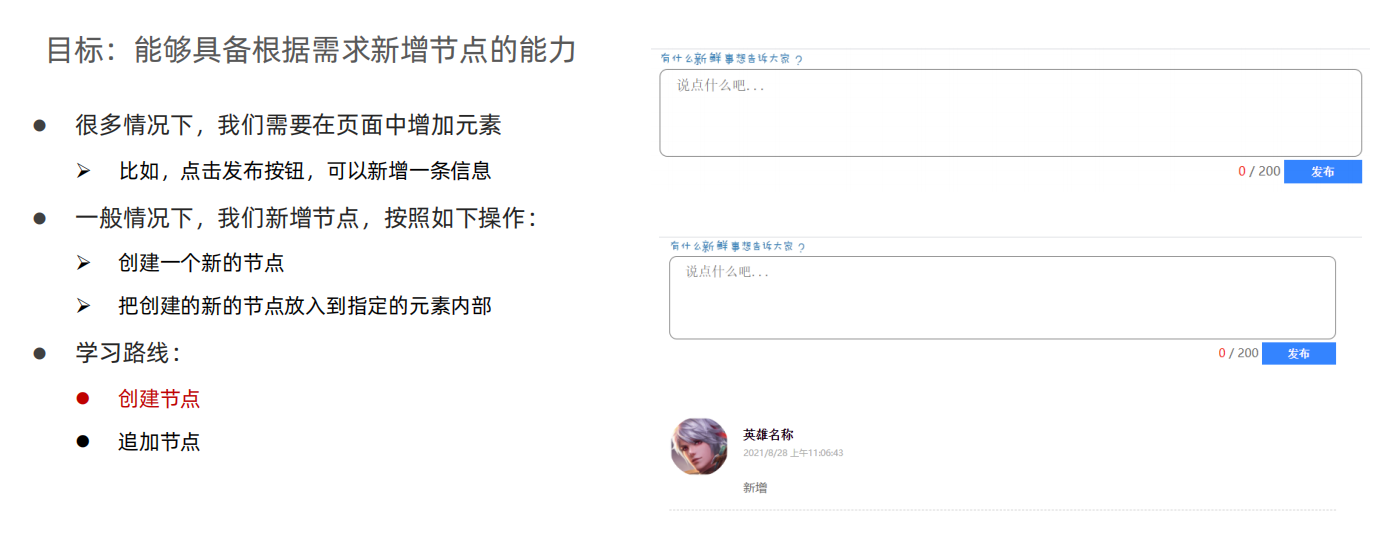 目标：能够具备根据需求新增节点的能力
很多情况下，我们需要在页面中增加元素
比如，点击发布按钮，可以新增一条信息
一般情况下，我们新增节点，按照如下操作：
创建一个新的节点
把创建的新的节点放入到指定的元素内部
学习路线：
创建节点
追加节点
有什么新鲜事想告诉大家？
说点什么吧...
0 / 200 发布
有什么新鲜事想告诉大家？
说点什么吧...
0 / 200 发布
英雄名称
2021/8/28 上午11:06:43
新增